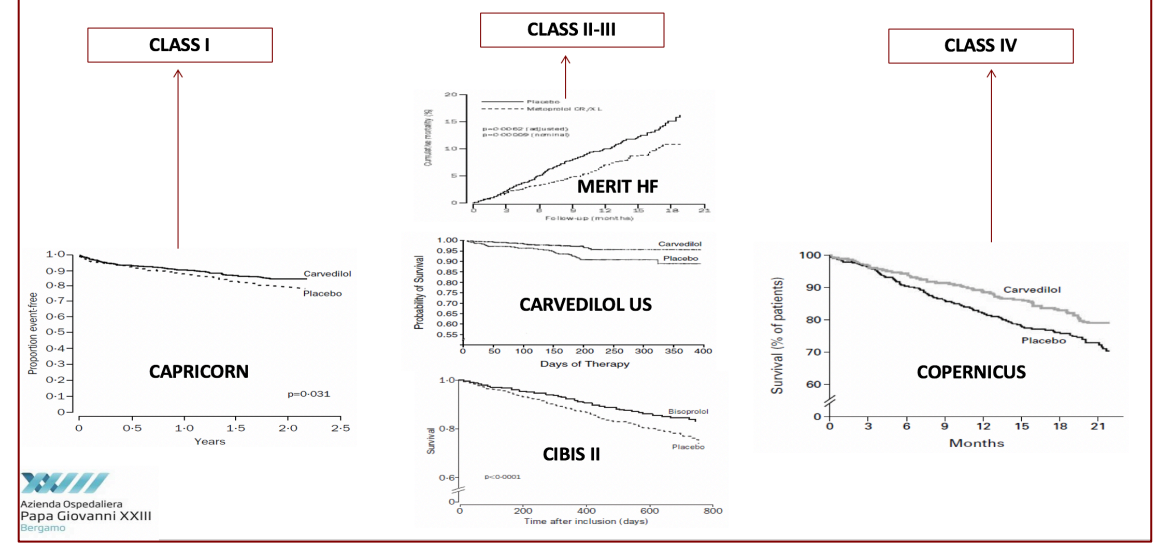 CLASS I
CLASS II-III
CLASS IV
20
15
10
5
0
Cumulative mortality (%)
Placebo
Metoprolol CR/XL
p=0·0062 (adjusted)
p=0·00009 (nominal)
MERIT HF
0 3 6 9 12 15 18 21
Follow-up (months)
1·0
0·9
0·8
0·7
0·6
0·5
0·4
0·3
0·2
0·1
0
Proportion event-free
Carvedilol
Placebo
CAPRICORN
p=0·031
0 0·5 1·0 1·5 2·0 2·5
Years
1.00
0.95
0.90
0.85
0.80
0.75
0.70
0.65
0.60
0.55
Probability of Survival
Carvedilol
Placebo
CARVEDILOL US
0 50 100 150 200 250 300 350 400
Days of Therapy
1·0
0·8
0·6
0
Survival
Bisoprolol
Placebo
CIBIS II
p<0·0001
0 200 400 600 800
Time after inclusion (days)
100
90
80
70
60
0
Survival (% of patients)
Carvedilol
Placebo
COPERNICUS
0 3 6 9 12 15 18 21
Months
Azienda Ospedaliera
Papa Giovanni XXIII
Bergamo